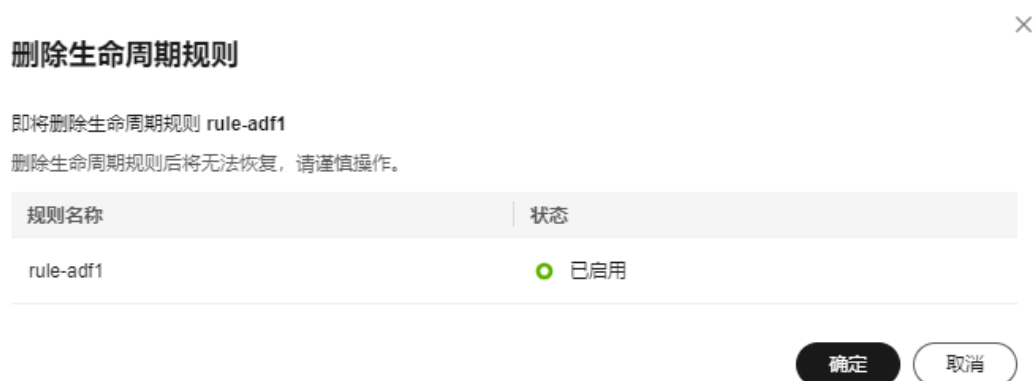 删除生命周期规则
即将删除生命周期规则 rule-adf1
删除生命周期规则后将无法恢复，请谨慎操作。
规则名称 状态
rule-adf1 已启用
确定 取消